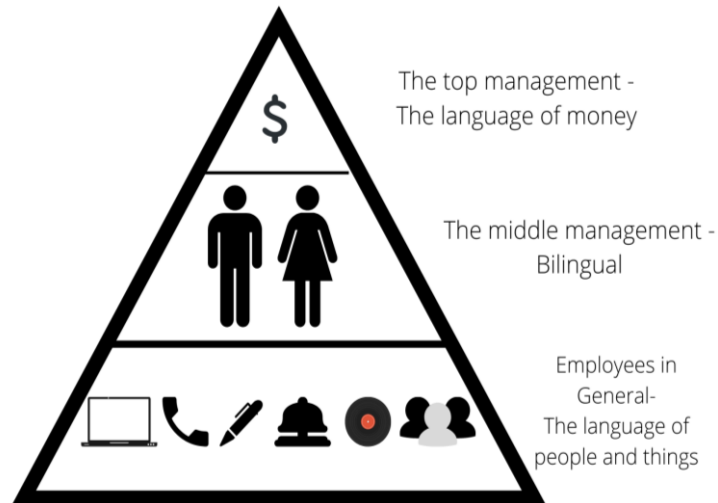 $
The top management -
The language of money
The middle management -
Bilingual
Employees in
General-
The language of
people and things